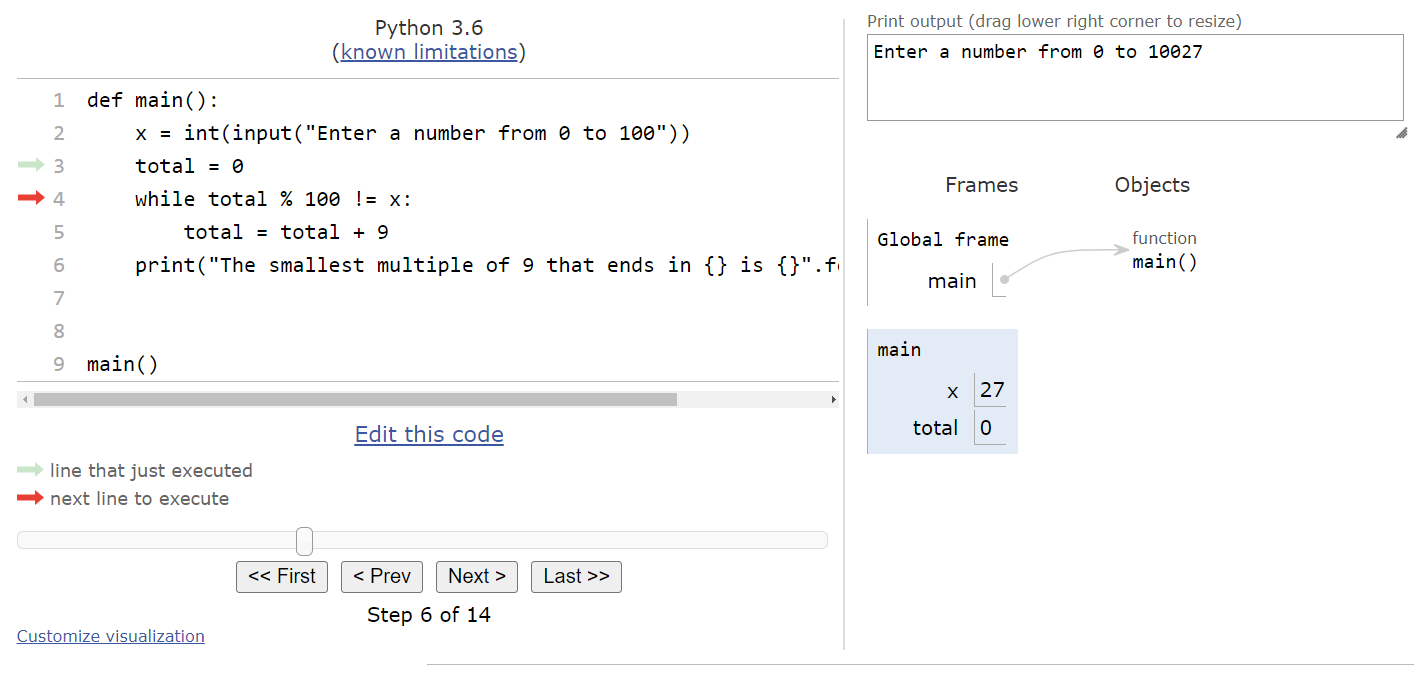 Python 3.6
(known limitations)
1 def main():
2     x = int(input("Enter a number from 0 to 100"))
3     total = 0
4     while total % 100 != x:
5         total = total + 9
6     print("The smallest multiple of 9 that ends in {} is {}".f
7
8
9 main()
Edit this code
line that just executed
next line to execute
<< First < Prev Next > Last >>
Step 6 of 14
Customize visualization
Print output (drag lower right corner to resize)
Enter a number from 0 to 10027
Frames Objects
Global frame
main
function
main()
main
x 27
total 0